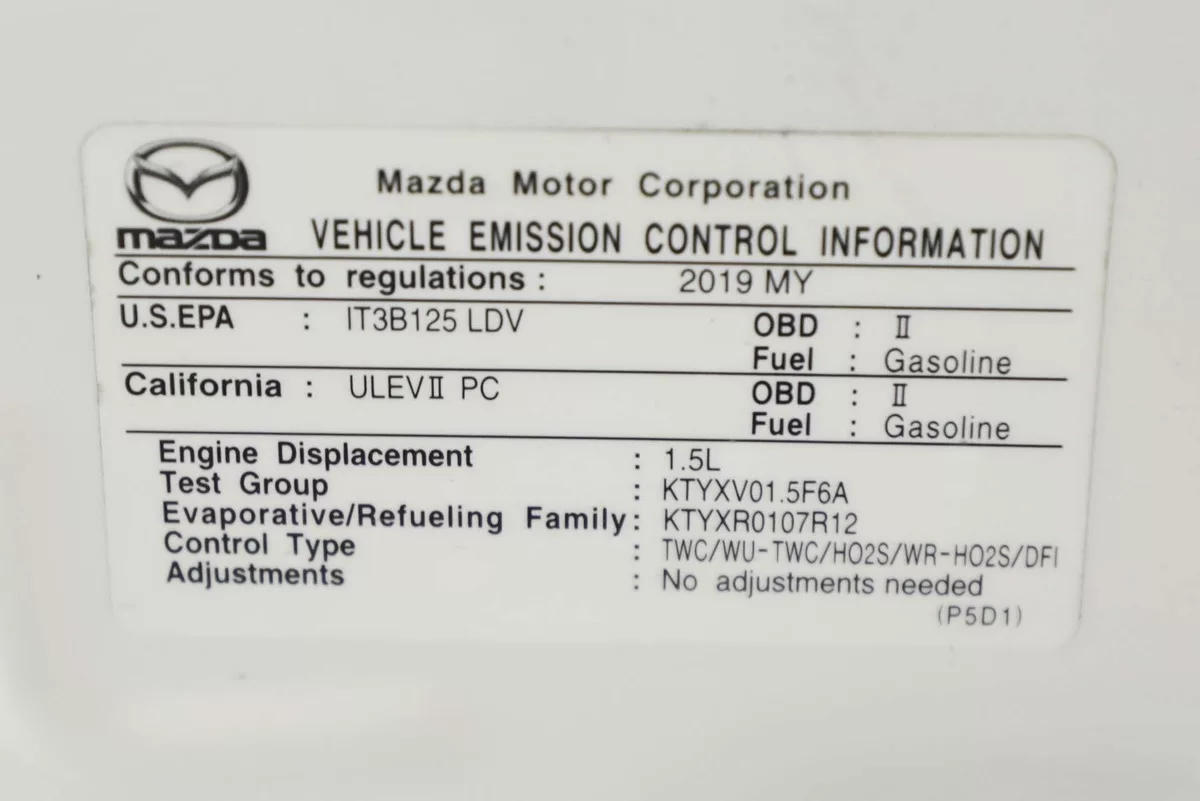 Mazda Motor Corporation
mazda VEHICLE EMISSION CONTROL INFORMATION
Conforms to regulations : 2019 MY
U.S.EPA : IT3B125 LDV OBD : II
Fuel : Gasoline
California : ULEVII PC OBD : II
Fuel : Gasoline
Engine Displacement : 1.5L
Test Group : KTYXV01.5F6A
Evaporative/Refueling Family : KTYXR0107R12
Control Type : TWC/WU-TWC/HO2S/WR-HO2S/DFI
Adjustments : No adjustments needed
(P5D1)